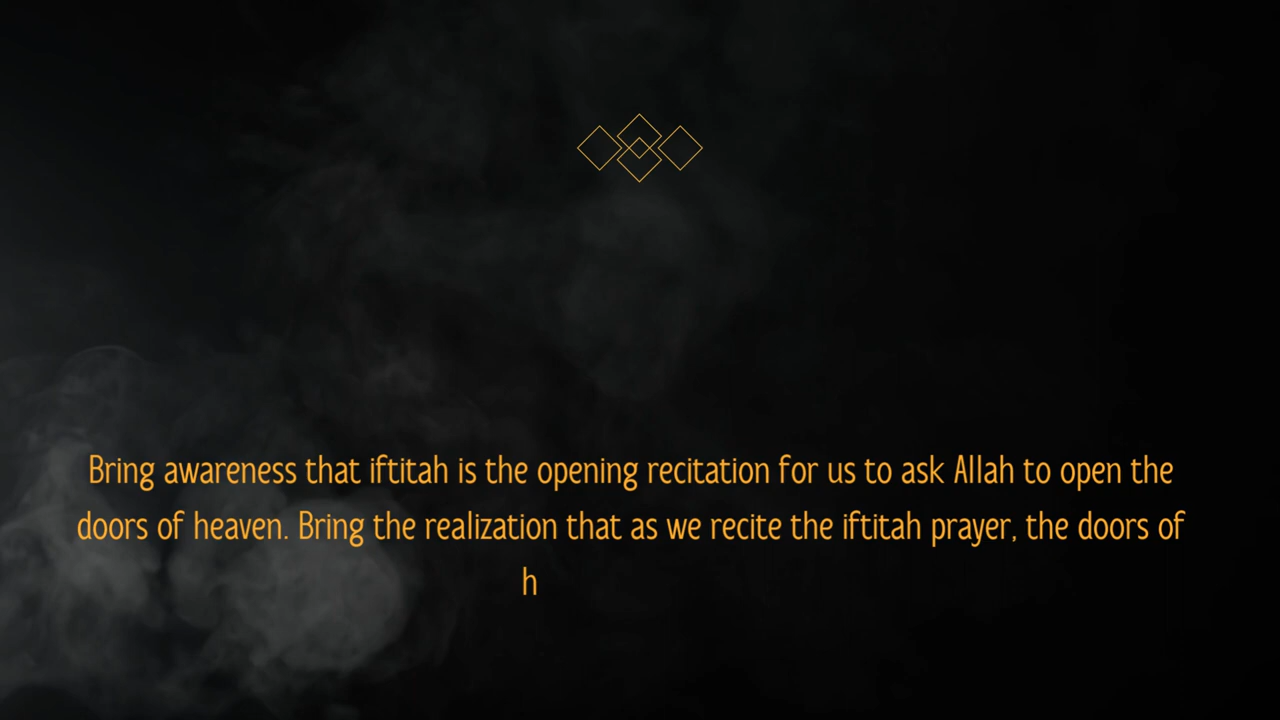 Bring awareness that iftitah is the opening recitation for us to ask Allah to open the
doors of heaven. Bring the realization that as we recite the iftitah prayer, the doors of
h